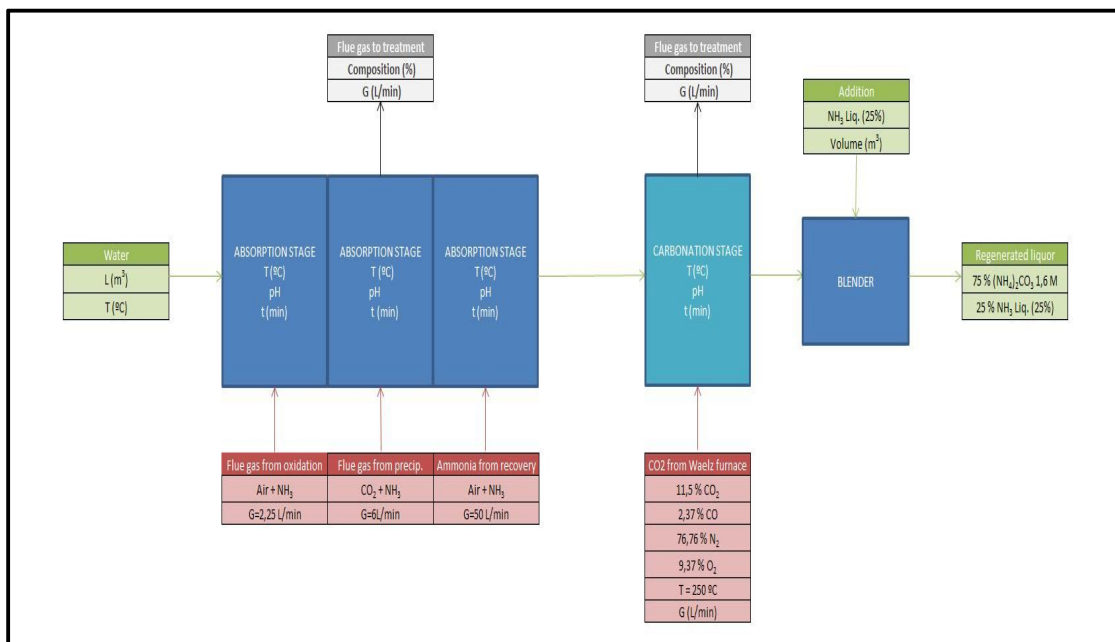 Flue gas to treatment
Composition (%)
G (L/min)
Flue gas to treatment
Composition (%)
G (L/min)
Addition
NH₃ Liq. (25%)
Volume (m³)
Water
L (m³)
T (ºC)
ABSORPTION STAGE
T (ºC)
pH
t (min)
ABSORPTION STAGE
T (ºC)
pH
t (min)
ABSORPTION STAGE
T (ºC)
pH
t (min)
CARBONATION STAGE
T (ºC)
pH
t (min)
BLENDER
Regenerated liquor
75 % (NH₄)₂CO₃ 1,6 M
25 % NH₃ Liq. (25%)
Flue gas from oxidation
Air + NH₃
G=2,25 L/min
Flue gas from precip.
CO₂ + NH₃
G=6L/min
Ammonia from recovery
Air + NH₃
G=50 L/min
CO2 from Waelz furnace
11,5 % CO₂
2,37 % CO
76,76 % N₂
9,37 % O₂
T = 250 ºC
G (L/min)